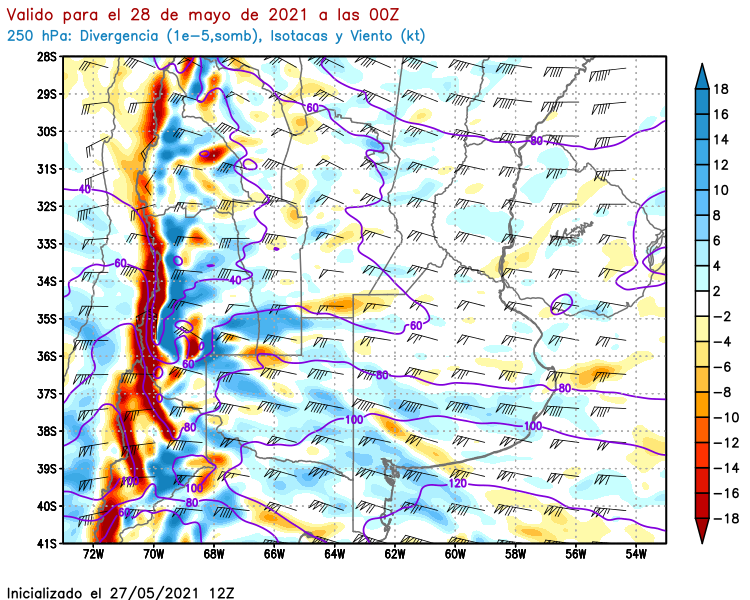 Valido para el 28 de mayo de 2021 a las 00Z
250 hPa: Divergencia (1e−5,somb), Isotacas y Viento (kt)
28S
29S
30S
31S
32S
33S
34S
35S
36S
37S
38S
39S
40S
41S
72W 70W 68W 66W 64W 62W 60W 58W 56W 54W
60
80
40
60
40
60
60
80
80
80
100
100
100
100
120
80
60
18
16
14
12
10
8
6
4
2
−2
−4
−6
−8
−10
−12
−14
−16
−18
Inicializado el 27/05/2021 12Z